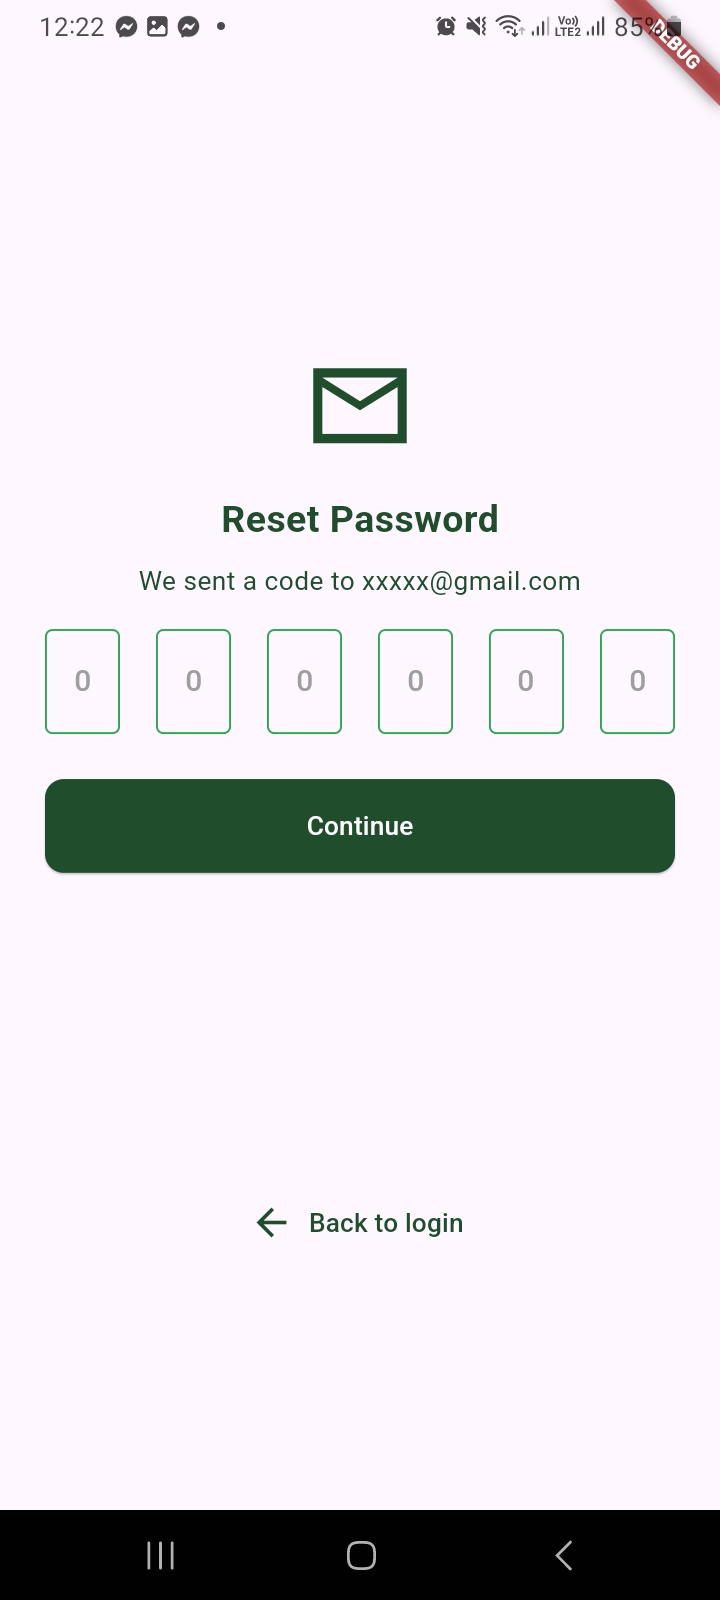 12:22 Vo)) LTE2 85%
DEBUG
Reset Password
We sent a code to xxxxx@gmail.com
0 0 0 0 0 0
Continue
Back to login